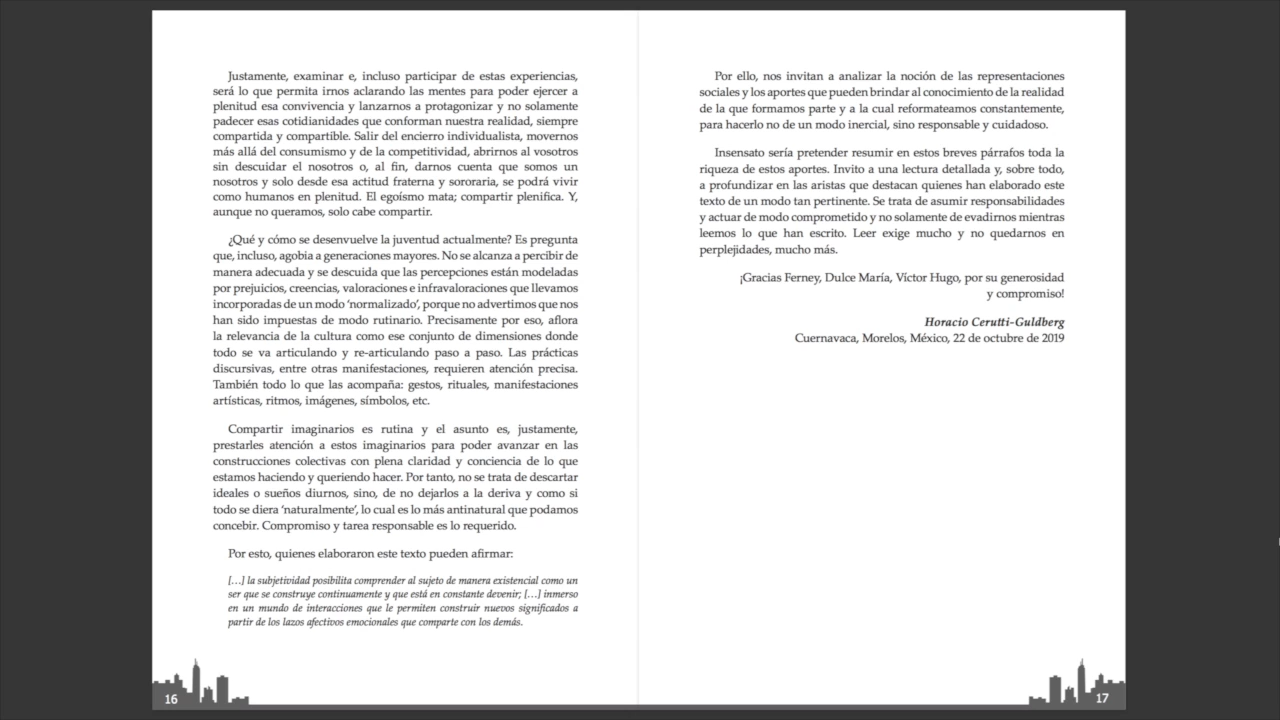 Justamente, examinar e, incluso participar de estas experiencias,
será lo que permita irnos aclarando las mentes para poder ejercer a
plenitud esa convivencia y lanzarnos a protagonizar y no solamente
padecer esas cotidianidades que conforman nuestra realidad, siempre
compartida y compartible. Salir del encierro individualista, movernos
más allá del consumismo y de la competitividad, abrirnos al vosotros
sin descuidar el nosotros o, al fin, darnos cuenta que somos un
nosotros y solo desde esa actitud fraterna y sororaria, se podrá vivir
como humanos en plenitud. El egoísmo mata; compartir plenifica. Y,
aunque no queramos, solo cabe compartir.
¿Qué y cómo se desenvuelve la juventud actualmente? Es pregunta
que, incluso, agobia a generaciones mayores. No se alcanza a percibir de
manera adecuada y se descuida que las percepciones están modeladas
por prejuicios, creencias, valoraciones e infravaloraciones que llevamos
incorporadas de un modo ‘normalizado’, porque no advertimos que nos
han sido impuestas de modo rutinario. Precisamente por eso, aflora
la relevancia de la cultura como ese conjunto de dimensiones donde
todo se va articulando y re-articulando paso a paso. Las prácticas
discursivas, entre otras manifestaciones, requieren atención precisa.
También todo lo que las acompaña: gestos, rituales, manifestaciones
artísticas, ritmos, imágenes, símbolos, etc.
Compartir imaginarios es rutina y el asunto es, justamente,
prestarles atención a estos imaginarios para poder avanzar en las
construcciones colectivas con plena claridad y conciencia de lo que
estamos haciendo y queriendo hacer. Por tanto, no se trata de descartar
ideales o sueños diurnos, sino, de no dejarlos a la deriva y como si
todo se diera ‘naturalmente’, lo cual es lo más antinatural que podamos
concebir. Compromiso y tarea responsable es lo requerido.
Por esto, quienes elaboraron este texto pueden afirmar:
[…] la subjetividad posibilita comprender al sujeto de manera existencial como un
ser que se construye continuamente y que está en constante devenir; […] inmerso
en un mundo de interacciones que le permiten construir nuevos significados a
partir de los lazos afectivos emocionales que comparte con los demás.
16
Por ello, nos invitan a analizar la noción de las representaciones
sociales y los aportes que pueden brindar al conocimiento de la realidad
de la que formamos parte y a la cual reformateamos constantemente,
para hacerlo no de un modo inercial, sino responsable y cuidadoso.
Insensato sería pretender resumir en estos breves párrafos toda la
riqueza de estos aportes. Invito a una lectura detallada y, sobre todo,
a profundizar en las aristas que destacan quienes han elaborado este
texto de un modo tan pertinente. Se trata de asumir responsabilidades
y actuar de modo comprometido y no solamente de evadirnos mientras
leemos lo que han escrito. Leer exige mucho y no quedarnos en
perplejidades, mucho más.
¡Gracias Ferney, Dulce María, Víctor Hugo, por su generosidad
y compromiso!
Horacio Cerutti-Guldberg
Cuernavaca, Morelos, México, 22 de octubre de 2019
17